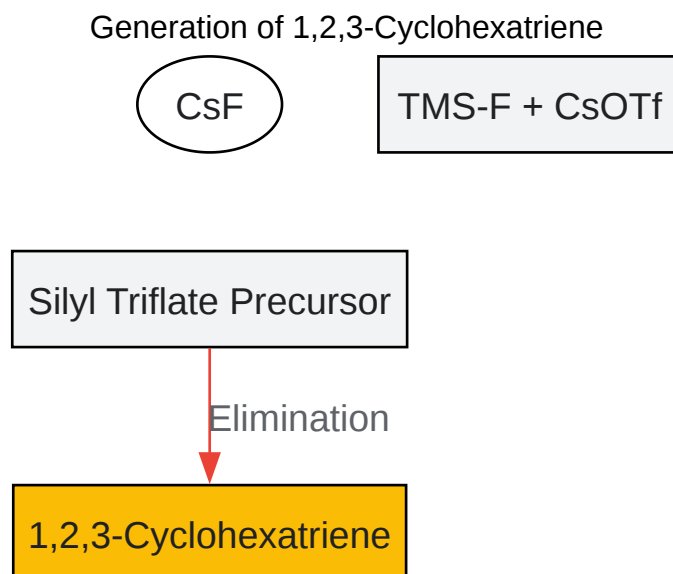 Generation of 1,2,3-Cyclohexatriene
CsF
TMS-F + CsOTf
Silyl Triflate Precursor
Elimination
1,2,3-Cyclohexatriene